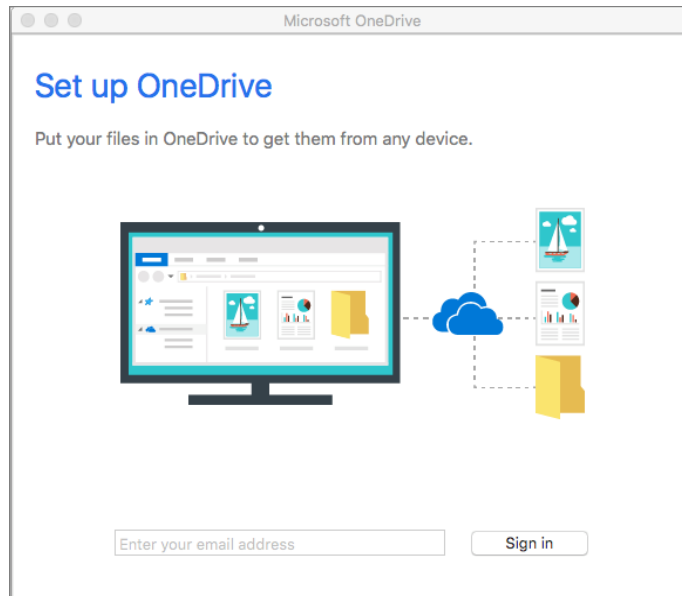 Microsoft OneDrive
Set up OneDrive
Put your files in OneDrive to get them from any device.
Enter your email address
Sign in